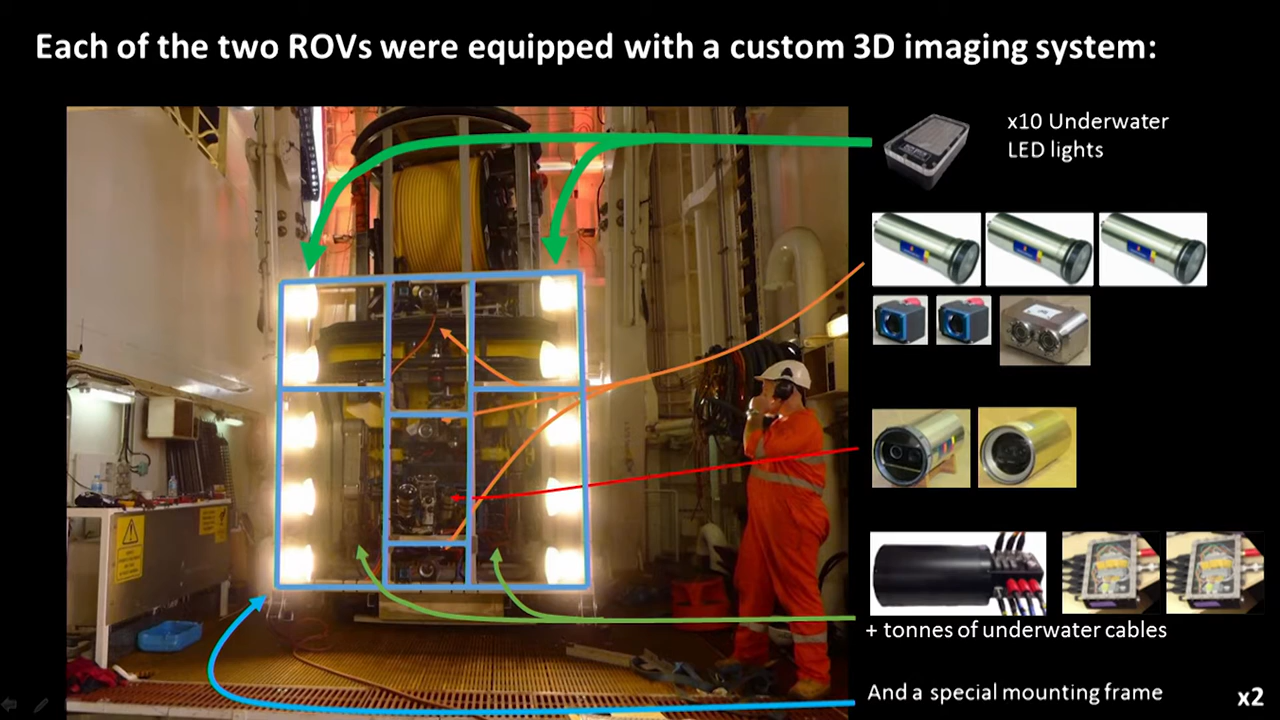 Each of the two ROVs were equipped with a custom 3D imaging system:
x10 Underwater
LED lights
+ tonnes of underwater cables
And a special mounting frame
x2